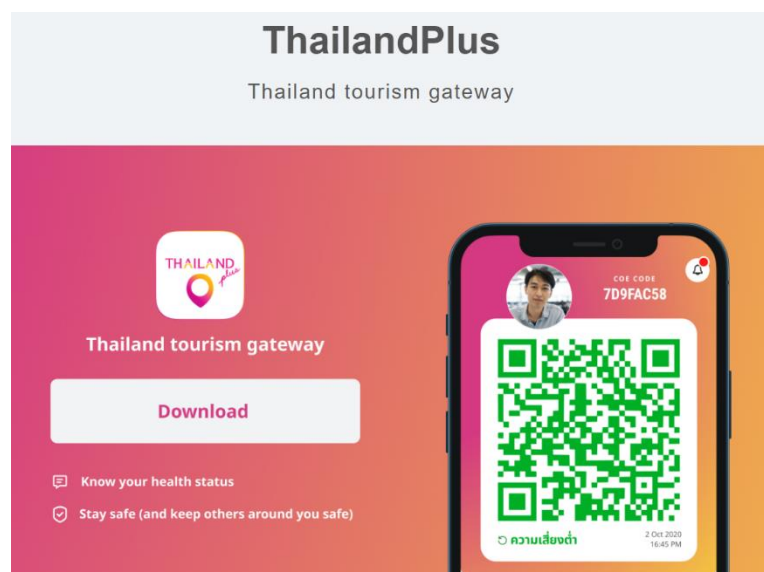 ThailandPlus
Thailand tourism gateway
THAILAND
plus
Thailand tourism gateway
Download
Know your health status
Stay safe (and keep others around you safe)
COE CODE
7D9FAC58
ความเสี่ยงต่ำ
2 Oct 2020
16:45 PM